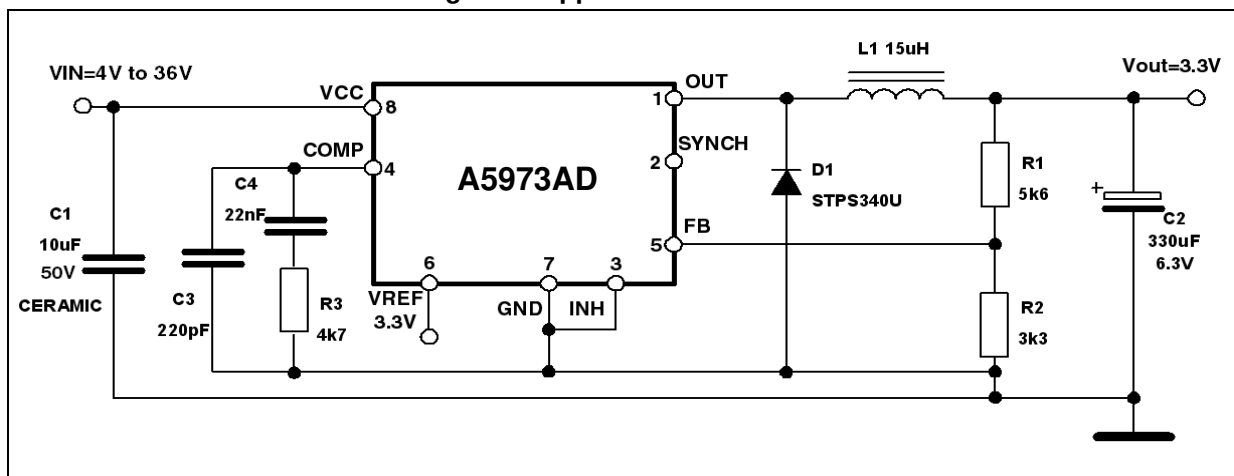 L1 15uH
VIN=4V to 36V
Vout=3.3V
VCC
8
OUT
1
COMP
4
SYNCH
2
A5973AD
C4
22nF
D1
STPS340U
R1
5k6
+
C2
330uF
6.3V
C1
10uF
50V
CERAMIC
FB
5
C3
220pF
R3
4k7
6
VREF
3.3V
7
GND
3
INH
R2
3k3